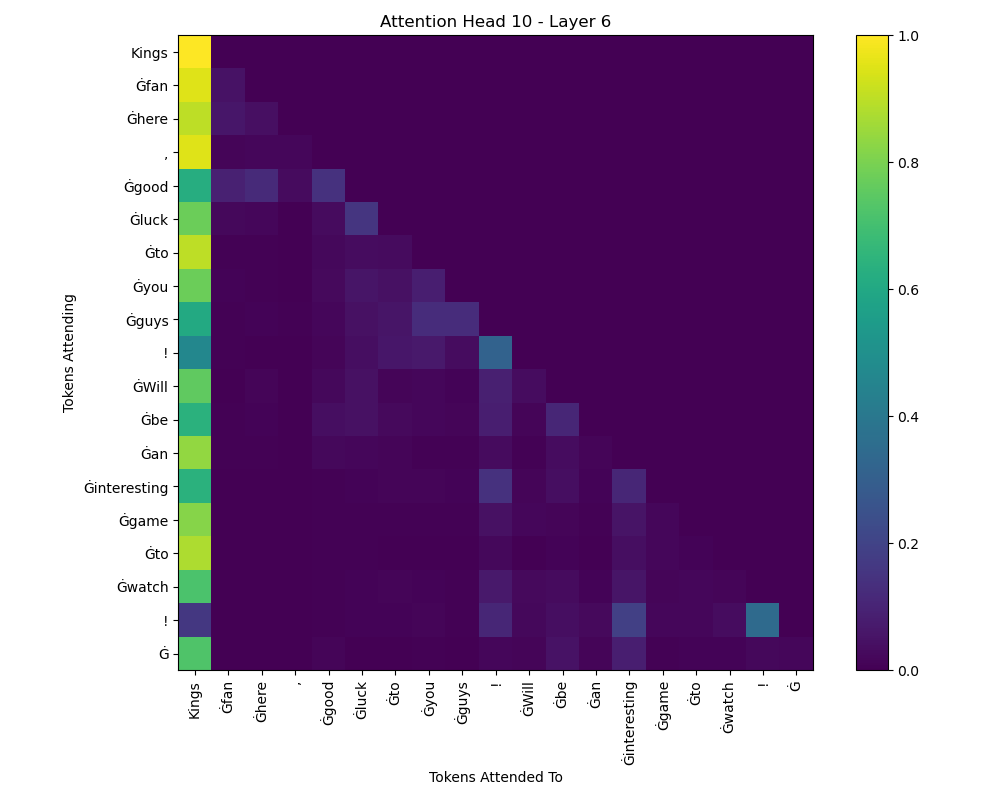 Attention Head 10 - Layer 6
Tokens Attending
Kings
Ġfan
Ġhere
,
Ġgood
Ġluck
Ġto
Ġyou
Ġguys
!
ĠWill
Ġbe
Ġan
Ġinteresting
Ġgame
Ġto
Ġwatch
!
Ġ
Kings
Ġfan
Ġhere
,
Ġgood
Ġluck
Ġto
Ġyou
Ġguys
!
ĠWill
Ġbe
Ġan
Ġinteresting
Ġgame
Ġto
Ġwatch
!
Ġ
Tokens Attended To
1.0
0.8
0.6
0.4
0.2
0.0